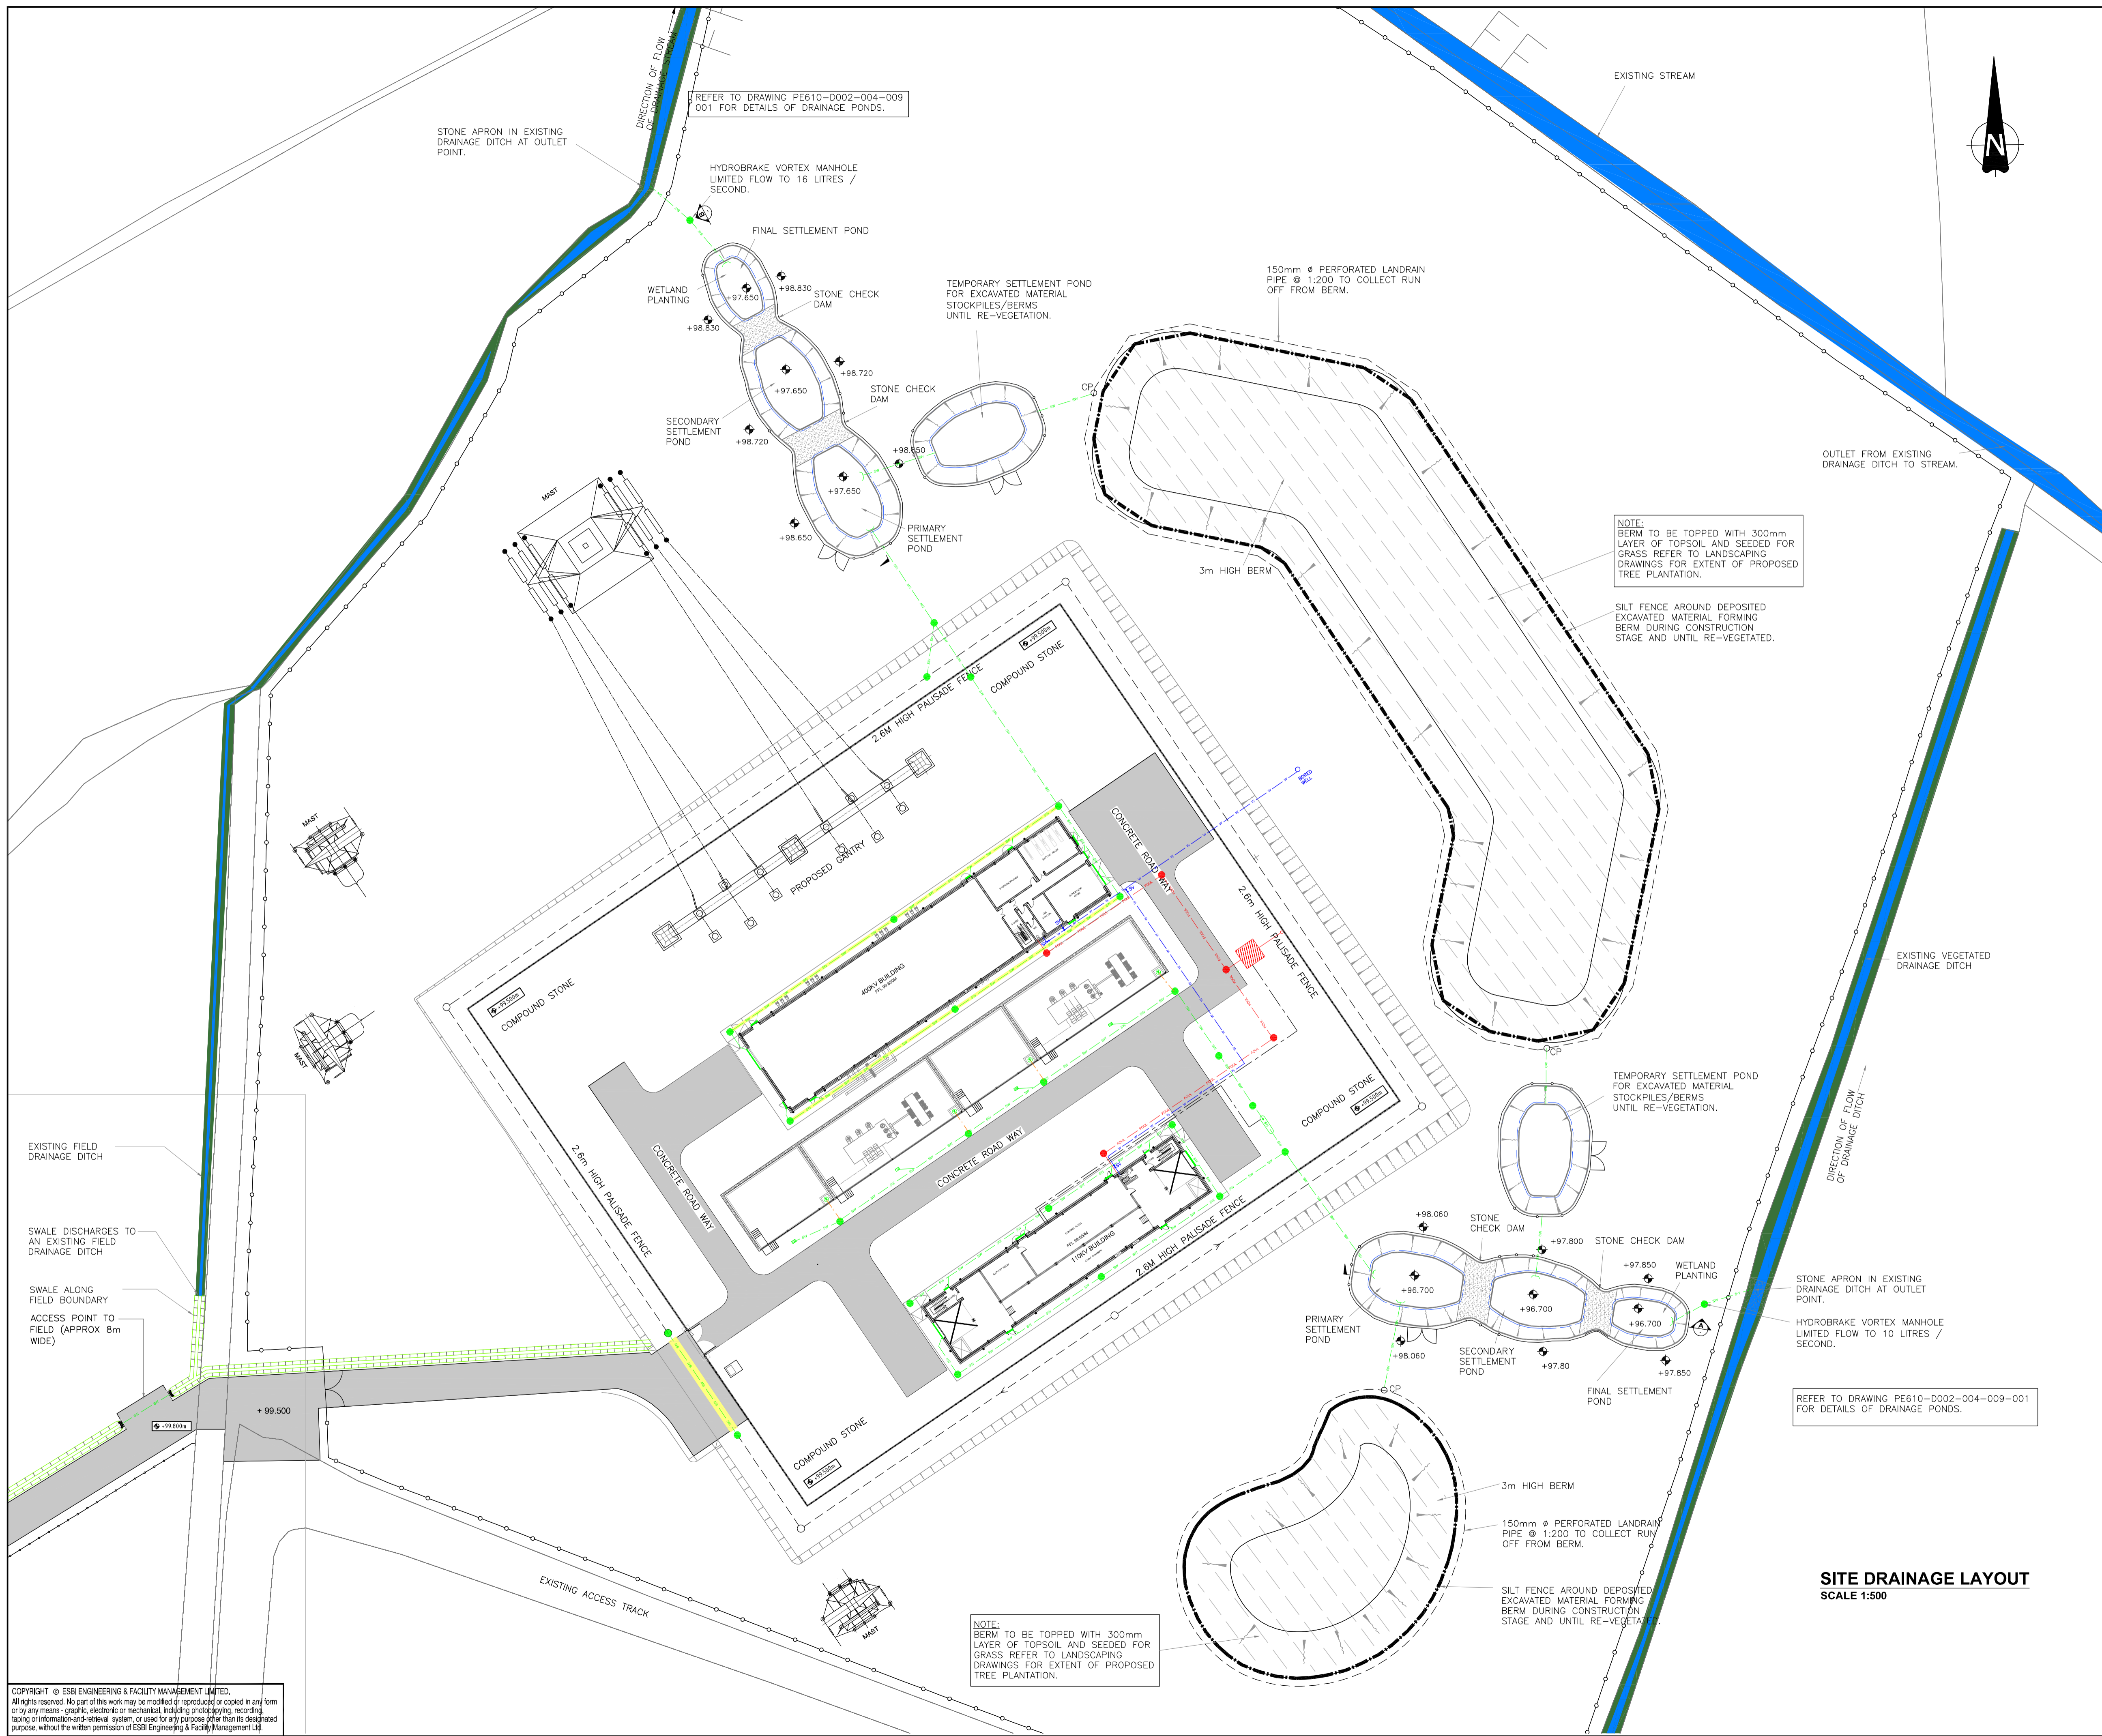 DIRECTION OF FLOW
OF DRAINAGE STREAM
REFER TO DRAWING PE610-D002-004-009
001 FOR DETAILS OF DRAINAGE PONDS.
EXISTING STREAM
N
STONE APRON IN EXISTING
DRAINAGE DITCH AT OUTLET
POINT.
HYDROBRAKE VORTEX MANHOLE
LIMITED FLOW TO 16 LITRES /
SECOND.
B
FINAL SETTLEMENT POND
WETLAND
PLANTING
+98.830
+97.650
+98.830
STONE CHECK
DAM
TEMPORARY SETTLEMENT POND
FOR EXCAVATED MATERIAL
STOCKPILES/BERMS
UNTIL RE-VEGETATION.
150mm ø PERFORATED LANDRAIN
PIPE @ 1:200 TO COLLECT RUN
OFF FROM BERM.
+98.720
+97.650
STONE CHECK
DAM
CP
SECONDARY
SETTLEMENT
POND
+98.720
+98.650
+97.650
+98.650
PRIMARY
SETTLEMENT
POND
MAST
OUTLET FROM EXISTING
DRAINAGE DITCH TO STREAM.
NOTE:
BERM TO BE TOPPED WITH 300mm
LAYER OF TOPSOIL AND SEEDED FOR
GRASS REFER TO LANDSCAPING
DRAWINGS FOR EXTENT OF PROPOSED
TREE PLANTATION.
3m HIGH BERM
SILT FENCE AROUND DEPOSITED
EXCAVATED MATERIAL FORMING
BERM DURING CONSTRUCTION
STAGE AND UNTIL RE-VEGETATED.
+99.500m
COMPOUND STONE
2.6M HIGH PALISADE FENCE
BORED
WELL
MAST
PROPOSED GANTRY
CONCRETE ROAD WAY
2.6m HIGH PALISADE FENCE
+99.500m
COMPOUND STONE
400KV BUILDING
EXISTING VEGETATED
DRAINAGE DITCH
MAST
CP
COMPOUND STONE
+99.500m
TEMPORARY SETTLEMENT POND
FOR EXCAVATED MATERIAL
STOCKPILES/BERMS
UNTIL RE-VEGETATION.
DIRECTION OF FLOW
OF DRAINAGE DITCH
EXISTING FIELD
DRAINAGE DITCH
2.6m HIGH PALISADE FENCE
CONCRETE ROAD WAY
CONCRETE ROAD WAY
110KV BUILDING
2.6M HIGH PALISADE FENCE
SWALE DISCHARGES TO
AN EXISTING FIELD
DRAINAGE DITCH
SWALE ALONG
FIELD BOUNDARY
ACCESS POINT TO
FIELD (APPROX 8m
WIDE)
+98.060
STONE
CHECK DAM
+97.800
STONE CHECK DAM
+97.850
WETLAND
PLANTING
+96.700
+96.700
+96.700
STONE APRON IN EXISTING
DRAINAGE DITCH AT OUTLET
POINT.
HYDROBRAKE VORTEX MANHOLE
LIMITED FLOW TO 10 LITRES /
SECOND.
A
PRIMARY
SETTLEMENT
POND
+98.060
SECONDARY
SETTLEMENT
POND
+97.80
+97.850
FINAL SETTLEMENT
POND
CP
REFER TO DRAWING PE610-D002-004-009-001
FOR DETAILS OF DRAINAGE PONDS.
+ 99.500
+99.800m
COMPOUND STONE
+99.500m
3m HIGH BERM
150mm ø PERFORATED LANDRAIN
PIPE @ 1:200 TO COLLECT RUN
OFF FROM BERM.
SILT FENCE AROUND DEPOSITED
EXCAVATED MATERIAL FORMING
BERM DURING CONSTRUCTION
STAGE AND UNTIL RE-VEGETATED.
EXISTING ACCESS TRACK
MAST
NOTE:
BERM TO BE TOPPED WITH 300mm
LAYER OF TOPSOIL AND SEEDED FOR
GRASS REFER TO LANDSCAPING
DRAWINGS FOR EXTENT OF PROPOSED
TREE PLANTATION.
SITE DRAINAGE LAYOUT
SCALE 1:500
COPYRIGHT © ESBI ENGINEERING & FACILITY MANAGEMENT LIMITED.
All rights reserved. No part of this work may be modified or reproduced or copied in any form
or by any means - graphic, electronic or mechanical, including photocopying, recording,
taping or information-and-retrieval system, or used for any purpose other than its designated
purpose, without the written permission of ESBI Engineering & Facility Management Ltd.